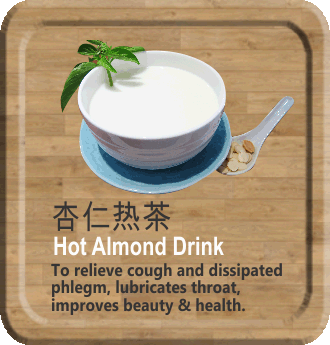 杏仁热茶
Hot Almond Drink
To relieve cough and dissipated
phlegm, lubricates throat,
improves beauty & health.